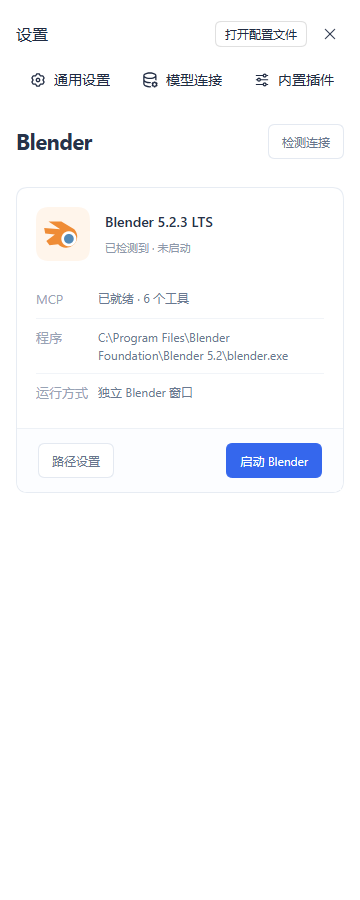 设置
打开配置文件
通用设置
模型连接
内置插件
Blender
检测连接
Blender 5.2.3 LTS
已检测到 · 未启动
MCP
已就绪 · 6 个工具
程序
C:\Program Files\Blender
Foundation\Blender 5.2\blender.exe
运行方式
独立 Blender 窗口
路径设置
启动 Blender